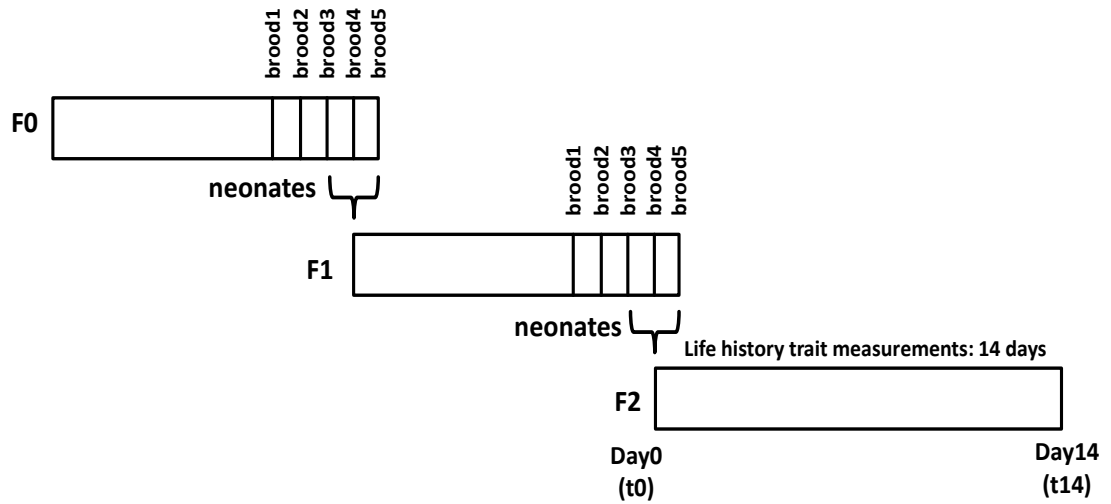 brood1
brood2
brood3
brood4
brood5
F0
neonates
brood1
brood2
brood3
brood4
brood5
F1
neonates
Life history trait measurements: 14 days
F2
Day0
(t0)
Day14
(t14)